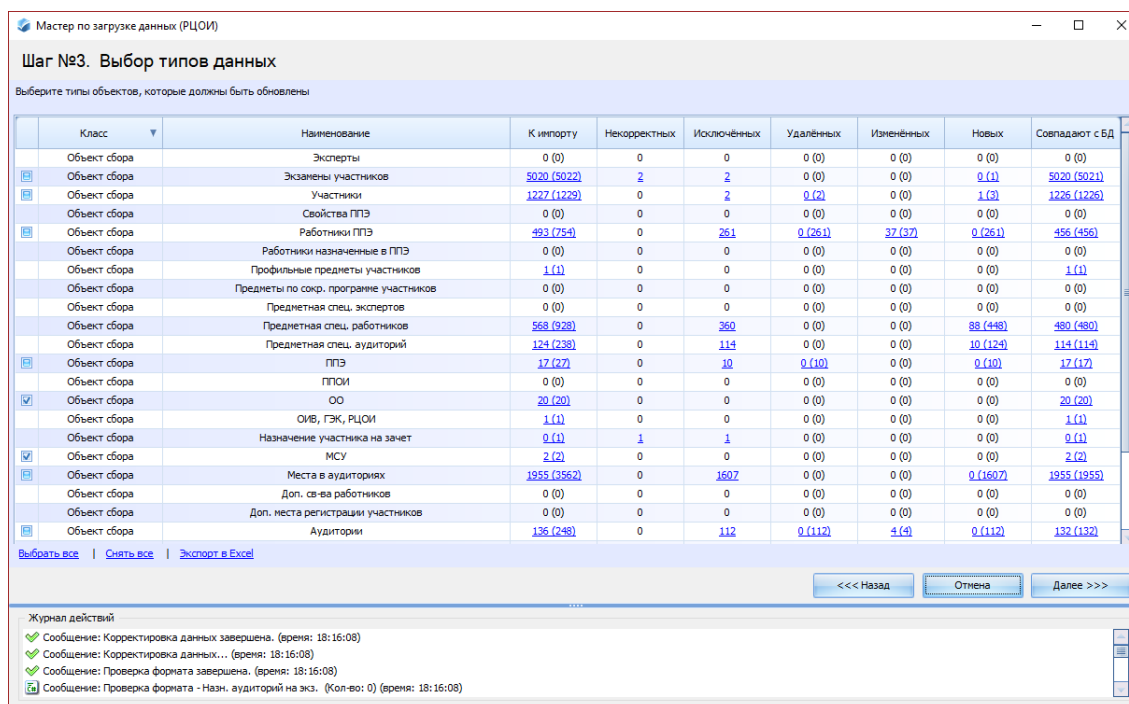 Мастер по загрузке данных (РЦОИ)
Шаг №3. Выбор типов данных
Выберите типы объектов, которые должны быть обновлены
Класс Наименование К импорту Некорректных Исключённых Удалённых Изменённых Новых Совпадают с БД
Объект сбора Эксперты 0 (0) 0 0 0 (0) 0 (0) 0 (0) 0 (0)
Объект сбора Экзамены участников 5020 (5022) 2 2 0 (0) 0 (0) 0 (1) 5020 (5021)
Объект сбора Участники 1227 (1229) 0 2 0 (2) 0 (0) 1 (3) 1226 (1226)
Объект сбора Свойства ППЭ 0 (0) 0 0 0 (0) 0 (0) 0 (0) 0 (0)
Объект сбора Работники ППЭ 493 (754) 0 261 0 (261) 37 (37) 0 (261) 456 (456)
Объект сбора Работники назначенные в ППЭ 0 (0) 0 0 0 (0) 0 (0) 0 (0) 0 (0)
Объект сбора Профильные предметы участников 1 (1) 0 0 0 (0) 0 (0) 0 (0) 1 (1)
Объект сбора Предметы по сокр. программе участников 0 (0) 0 0 0 (0) 0 (0) 0 (0) 0 (0)
Объект сбора Предметная спец. экспертов 0 (0) 0 0 0 (0) 0 (0) 0 (0) 0 (0)
Объект сбора Предметная спец. работников 568 (928) 0 360 0 (0) 0 (0) 88 (448) 480 (480)
Объект сбора Предметная спец. аудиторий 124 (238) 0 114 0 (0) 0 (0) 10 (124) 114 (114)
Объект сбора ППЭ 17 (27) 0 10 0 (10) 0 (0) 0 (10) 17 (17)
Объект сбора ППОИ 0 (0) 0 0 0 (0) 0 (0) 0 (0) 0 (0)
Объект сбора ОО 20 (20) 0 0 0 (0) 0 (0) 0 (0) 20 (20)
Объект сбора ОИВ, ГЭК, РЦОИ 1 (1) 0 0 0 (0) 0 (0) 0 (0) 1 (1)
Объект сбора Назначение участника на зачет 0 (1) 1 1 0 (0) 0 (0) 0 (0) 0 (1)
Объект сбора МСУ 2 (2) 0 0 0 (0) 0 (0) 0 (0) 2 (2)
Объект сбора Места в аудиториях 1955 (3562) 0 1607 0 (0) 0 (0) 0 (1607) 1955 (1955)
Объект сбора Доп. св-ва работников 0 (0) 0 0 0 (0) 0 (0) 0 (0) 0 (0)
Объект сбора Доп. места регистрации участников 0 (0) 0 0 0 (0) 0 (0) 0 (0) 0 (0)
Объект сбора Аудитории 136 (248) 0 112 0 (112) 4 (4) 0 (112) 132 (132)
Выбрать все | Снять все | Экспорт в Excel
<<< Назад Отмена Далее >>>
Журнал действий
Сообщение: Корректировка данных завершена. (время: 18:16:08)
Сообщение: Корректировка данных... (время: 18:16:08)
Сообщение: Проверка формата завершена. (время: 18:16:08)
Сообщение: Проверка формата - Назн. аудиторий на экз. (Кол-во: 0) (время: 18:16:08)